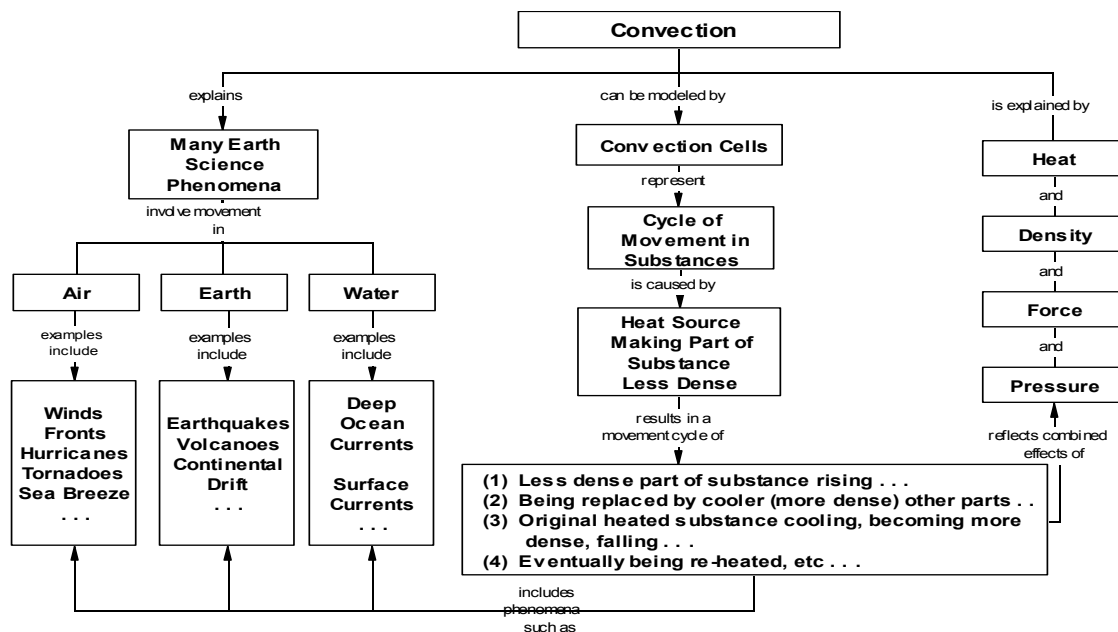 Convection
explains
can be modeled by
is explained by
Many Earth
Science
Phenomena
Convection Cells
Heat
involve movement
in
represent
and
Cycle of
Movement in
Substances
Density
is caused by
and
Air
Earth
Water
Force
examples
include
examples
include
examples
include
Heat Source
Making Part of
Substance
Less Dense
and
Pressure
Winds
Fronts
Hurricanes
Tornadoes
Sea Breeze
. . .
Earthquakes
Volcanoes
Continental
Drift
. . .
Deep
Ocean
Currents
Surface
Currents
. . .
results in a
movement cycle of
reflects combined
effects of
(1) Less dense part of substance rising . . .
(2) Being replaced by cooler (more dense) other parts . .
(3) Original heated substance cooling, becoming more
dense, falling . . .
(4) Eventually being re-heated, etc . . .
includes
phenomena
such as